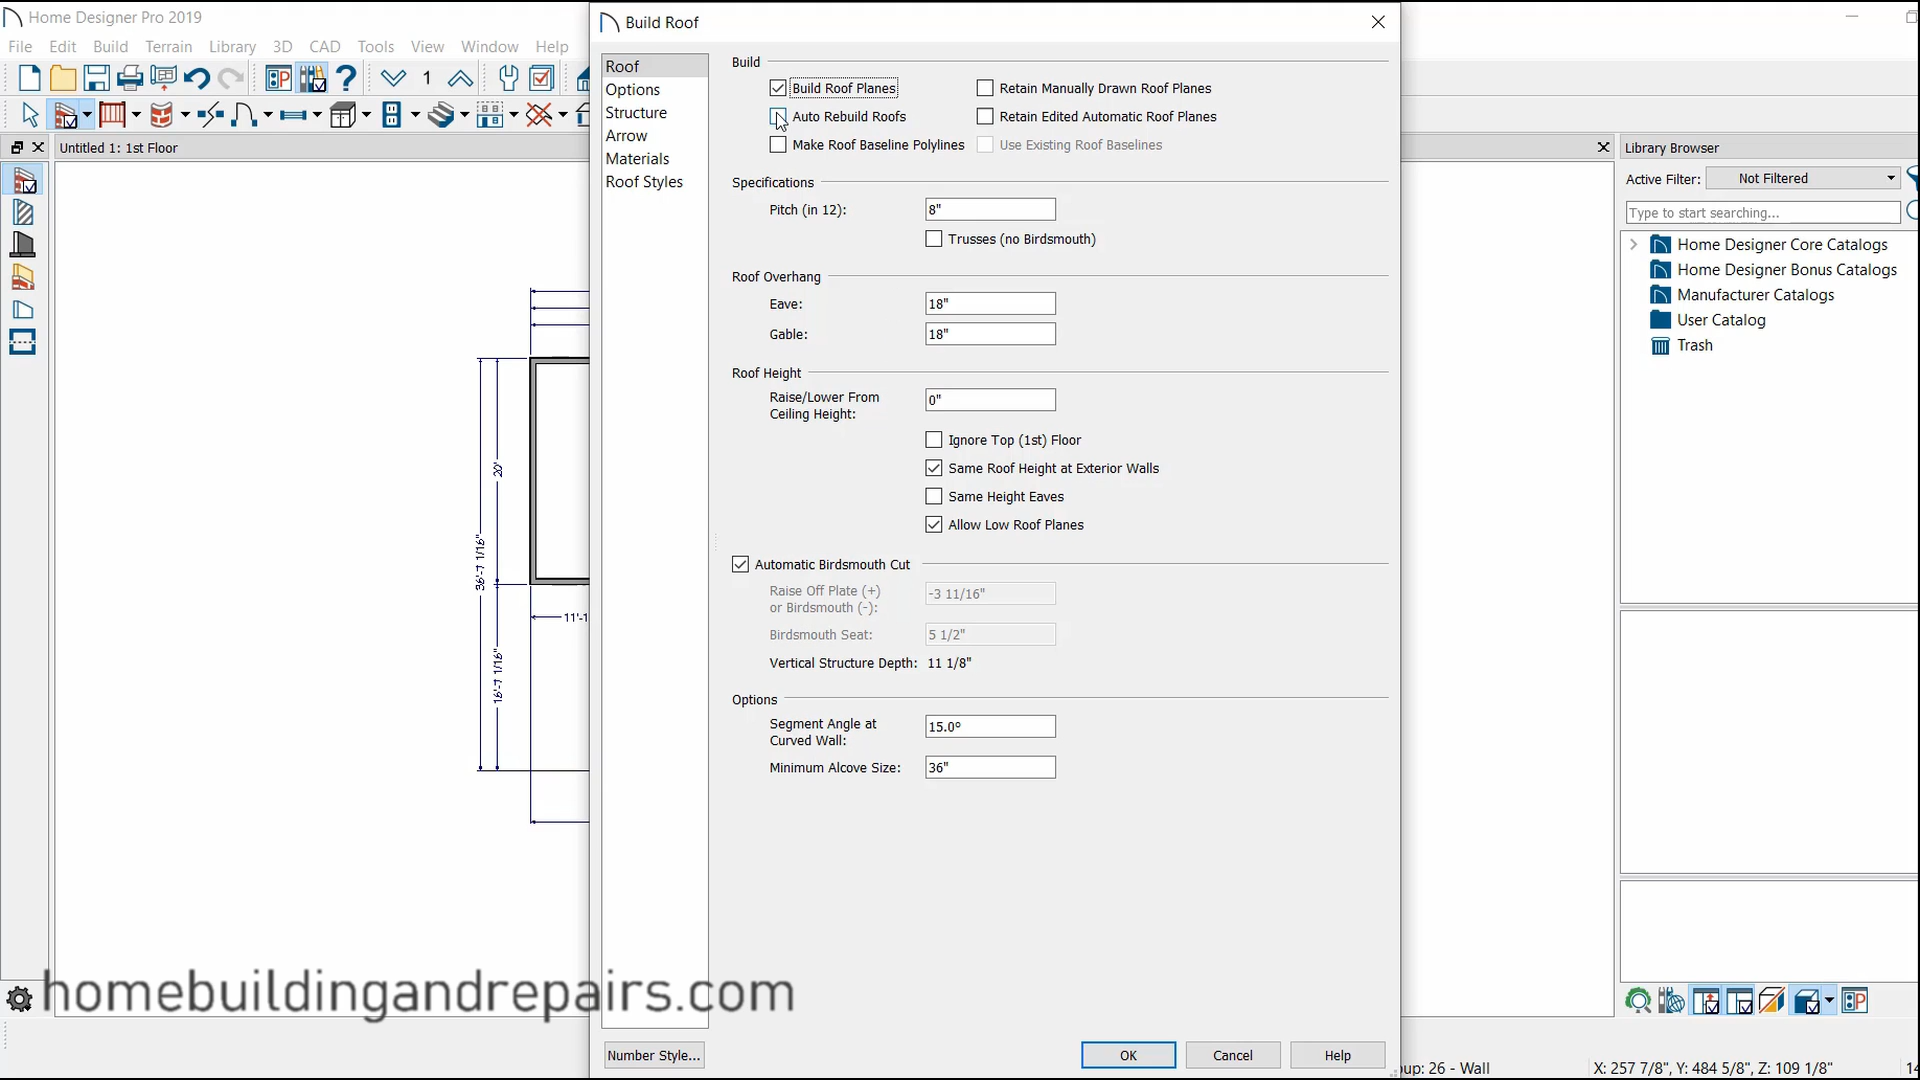 Home Designer Pro 2019
File Edit Build Terrain Library 3D CAD Tools View Window Help
1
Untitled 1: 1st Floor
Build Roof
Roof
Options
Structure
Arrow
Materials
Roof Styles
Build
Build Roof Planes
Retain Manually Drawn Roof Planes
Auto Rebuild Roofs
Retain Edited Automatic Roof Planes
Make Roof Baseline Polylines
Use Existing Roof Baselines
Specifications
Pitch (in 12): 8"
Trusses (no Birdsmouth)
Roof Overhang
Eave: 18"
Gable: 18"
Roof Height
Raise/Lower From
Ceiling Height: 0"
Ignore Top (1st) Floor
Same Roof Height at Exterior Walls
Same Height Eaves
Allow Low Roof Planes
Automatic Birdsmouth Cut
Raise Off Plate (+)
or Birdsmouth (-): -3 11/16"
Birdsmouth Seat: 5 1/2"
Vertical Structure Depth: 11 1/8"
Options
Segment Angle at
Curved Wall: 15.0º
Minimum Alcove Size: 36"
Number Style...
OK
Cancel
Help
Library Browser
Active Filter: Not Filtered
Type to start searching...
Home Designer Core Catalogs
Home Designer Bonus Catalogs
Manufacturer Catalogs
User Catalog
Trash
20'
36'-7 1/16"
16'-7 1/16"
11'-1
homebuildingandrepairs.com
oup: 26 - Wall
X: 257 7/8", Y: 484 5/8", Z: 109 1/8"
14